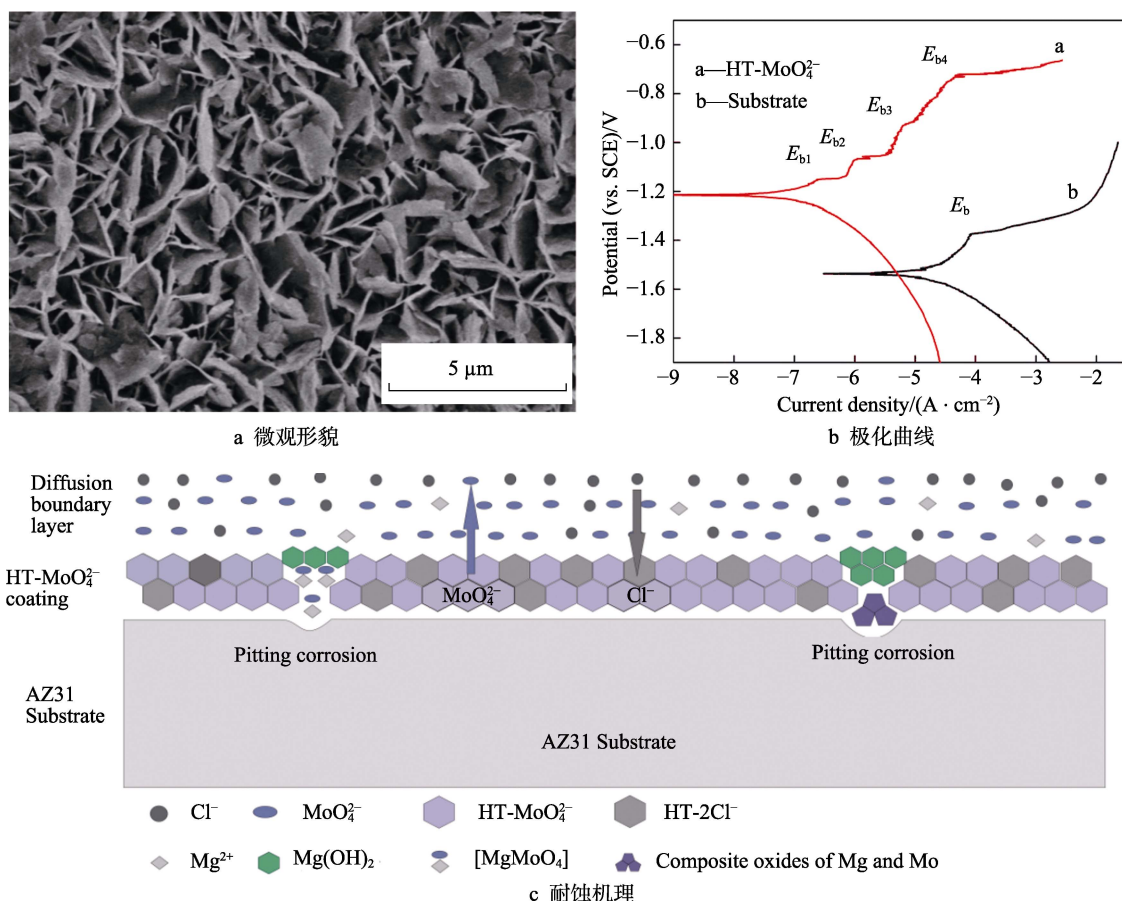 5 μm
a 微观形貌
−0.6
−0.8
−1.0
−1.2
−1.4
−1.6
−1.8
Potential (vs. SCE)/V
a—HT-MoO₄²⁻
b—Substrate
E_b1
E_b2
E_b3
E_b4
a
E_b
b
−9 −8 −7 −6 −5 −4 −3 −2
Current density/(A · cm⁻²)
b 极化曲线
Diffusion
boundary
layer
HT-MoO₄²⁻
coating
MoO₄²⁻
Cl⁻
Pitting corrosion
Pitting corrosion
AZ31
Substrate
AZ31 Substrate
Cl⁻ MoO₄²⁻ HT-MoO₄²⁻ HT-2Cl⁻
Mg²⁺ Mg(OH)₂ [MgMoO₄] Composite oxides of Mg and Mo
c 耐蚀机理